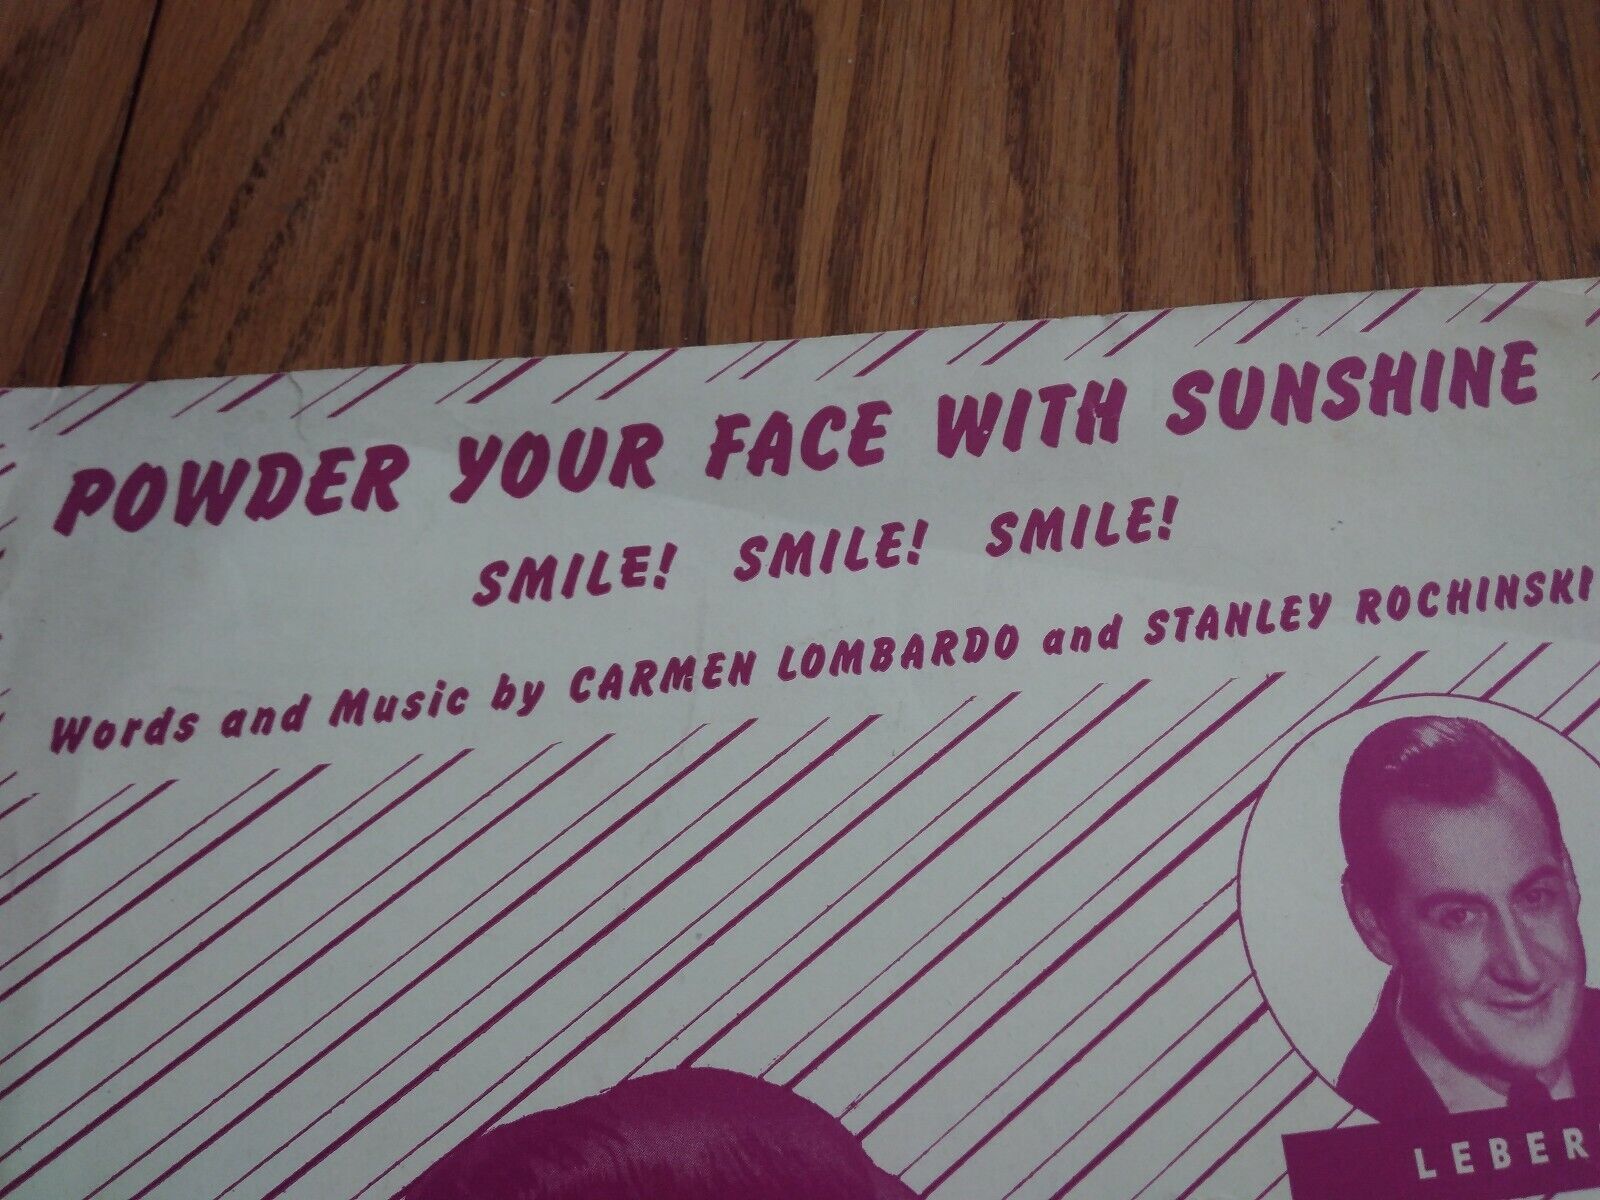 POWDER YOUR FACE WITH SUNSHINE
SMILE! SMILE! SMILE!
Words and Music by CARMEN LOMBARDO and STANLEY ROCHINSKI
LEBER